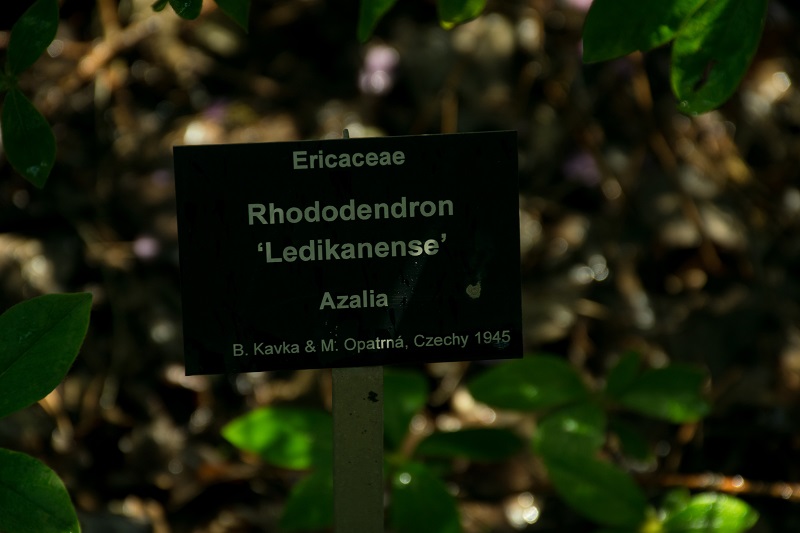 Ericaceae
Rhododendron
‘Ledikanense’
Azalia
B. Kavka & M. Opatrná, Czechy 1945